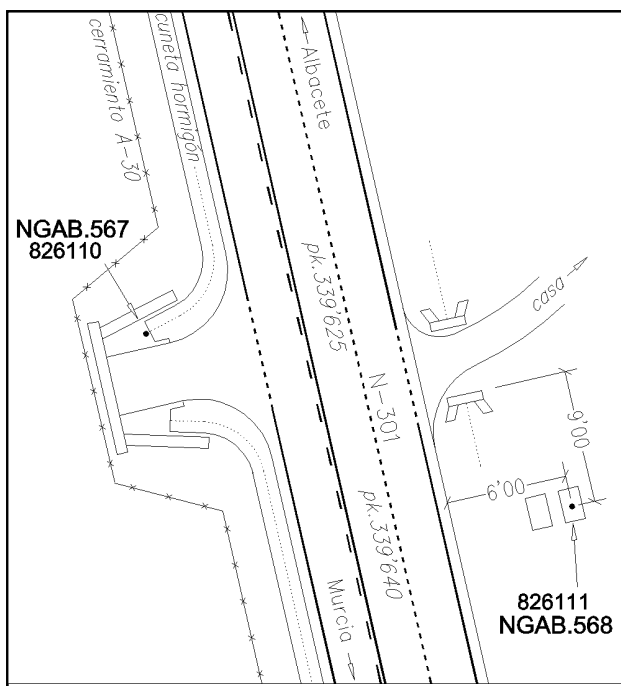 cuneta hormigón
cerramiento A-30
Albacete
NGAB.567
826110
pk.339'625
casa
N-301
9'00
6'00
pk.339'640
826111
NGAB.568
Murcia